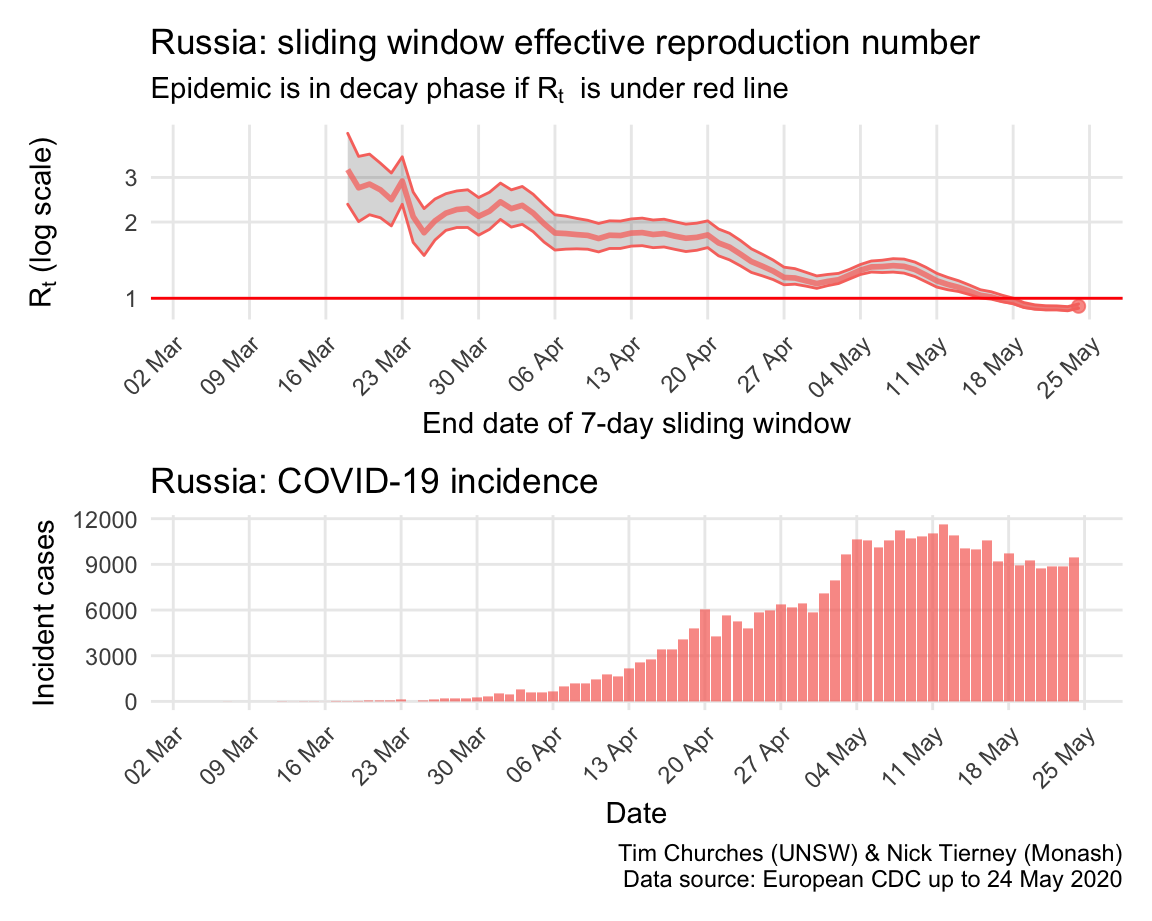 Russia: sliding window effective reproduction number
Epidemic is in decay phase if Rt is under red line
Rt (log scale)
3
2
1
02 Mar
09 Mar
16 Mar
23 Mar
30 Mar
06 Apr
13 Apr
20 Apr
27 Apr
04 May
11 May
18 May
25 May
End date of 7-day sliding window
Russia: COVID-19 incidence
Incident cases
12000
9000
6000
3000
0
02 Mar
09 Mar
16 Mar
23 Mar
30 Mar
06 Apr
13 Apr
20 Apr
27 Apr
04 May
11 May
18 May
25 May
Date
Tim Churches (UNSW) & Nick Tierney (Monash)
Data source: European CDC up to 24 May 2020